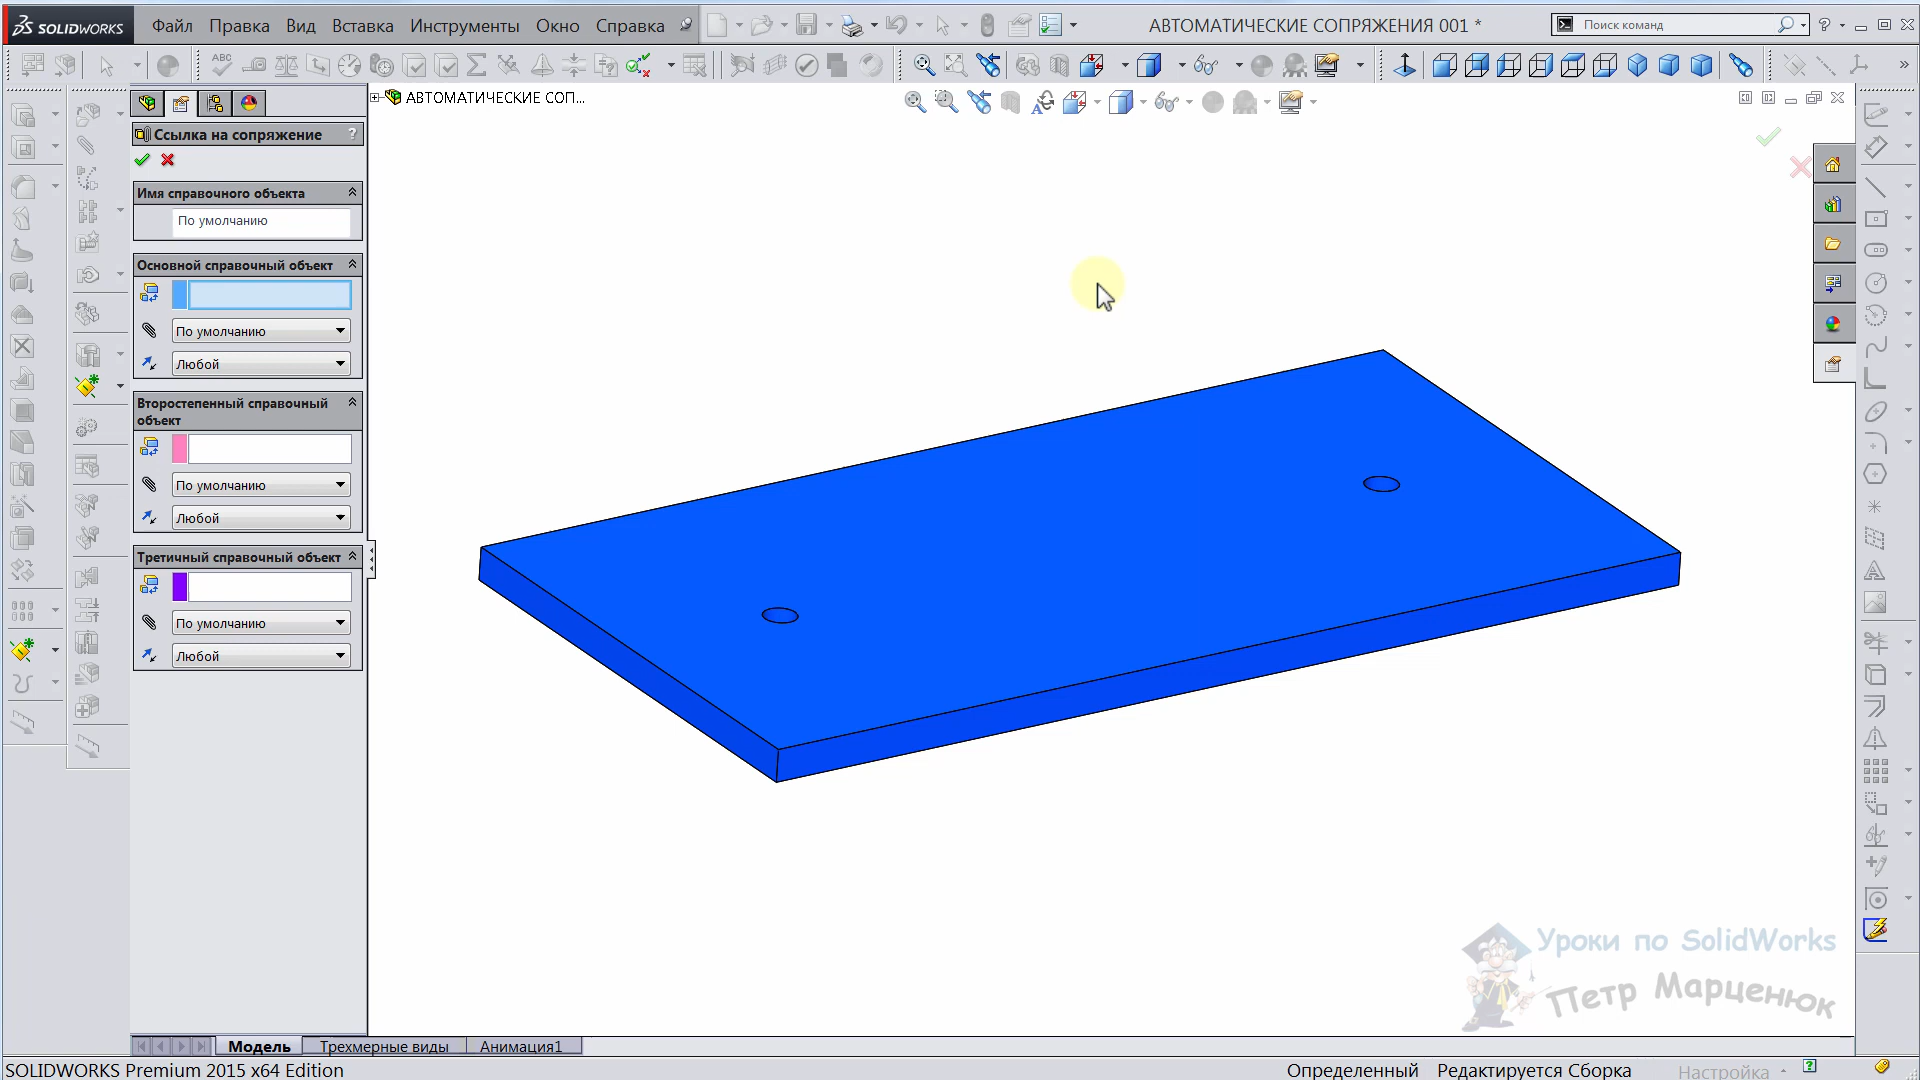 SOLIDWORKS
Файл Правка Вид Вставка Инструменты Окно Справка
АВТОМАТИЧЕСКИЕ СОПРЯЖЕНИЯ 001 *
Поиск команд
АВТОМАТИЧЕСКИЕ СОП...
Ссылка на сопряжение ?
Имя справочного объекта
По умолчанию
Основной справочный объект
По умолчанию
Любой
Второстепенный справочный
объект
По умолчанию
Любой
Третичный справочный объект
По умолчанию
Любой
Уроки по SolidWorks
Петр Марценюк
Модель Трехмерные виды Анимация1
SOLIDWORKS Premium 2015 x64 Edition
Определенный Редактируется Сборка Настройка